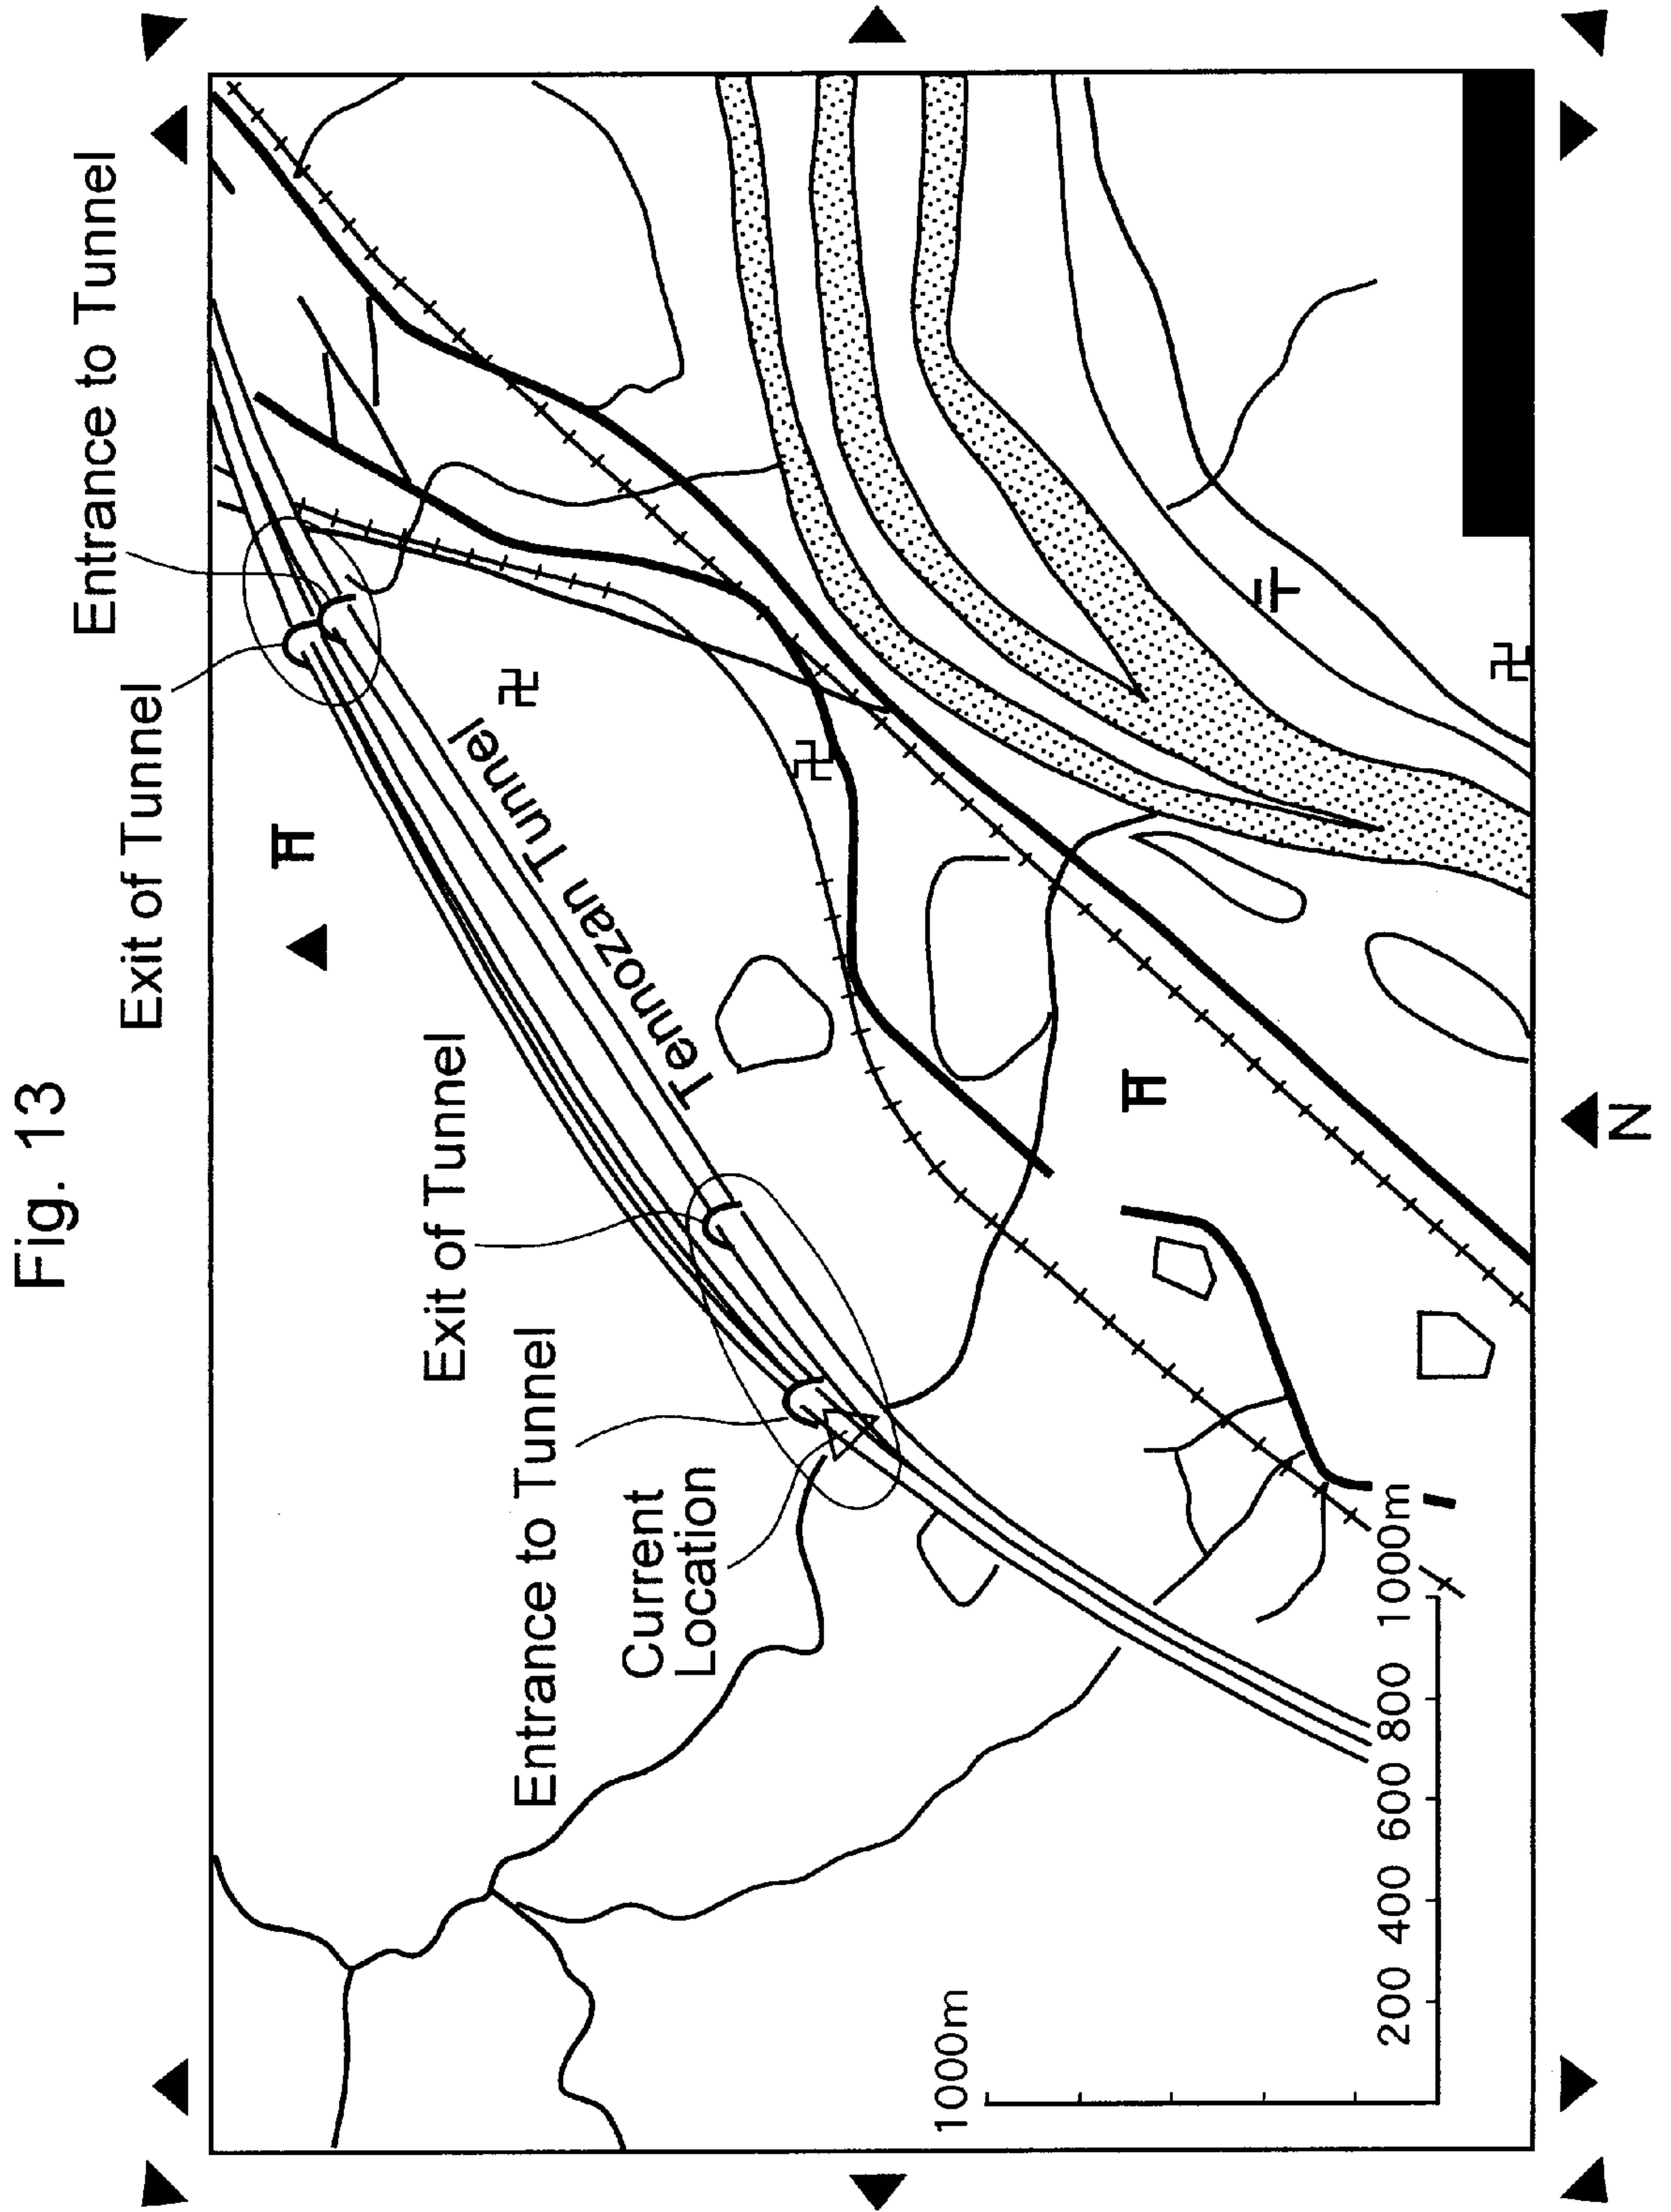 Fig. 13
Entrance to Tunnel
Exit of Tunnel
Tennozan Tunnel
Exit of Tunnel
Entrance to Tunnel
Current
Location
1000m
200 400 600 800 1000m
N